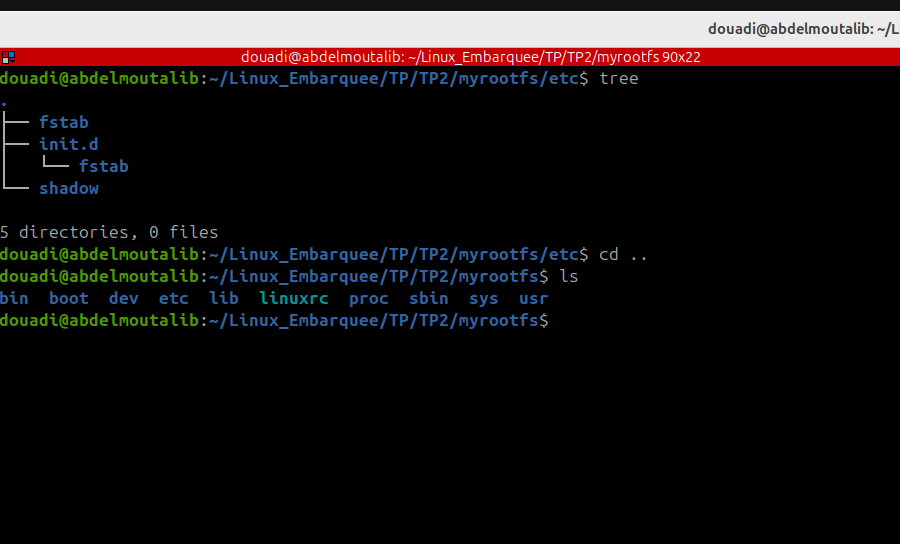 douadi@abdelmoutalib: ~/L
douadi@abdelmoutalib: ~/Linux_Embarquee/TP/TP2/myrootfs 90x22
douadi@abdelmoutalib:~/Linux_Embarquee/TP/TP2/myrootfs/etc$ tree
.
├── fstab
├── init.d
│   └── fstab
└── shadow
5 directories, 0 files
douadi@abdelmoutalib:~/Linux_Embarquee/TP/TP2/myrootfs/etc$ cd ..
douadi@abdelmoutalib:~/Linux_Embarquee/TP/TP2/myrootfs$ ls
bin  boot  dev  etc  lib  linuxrc  proc  sbin  sys  usr
douadi@abdelmoutalib:~/Linux_Embarquee/TP/TP2/myrootfs$